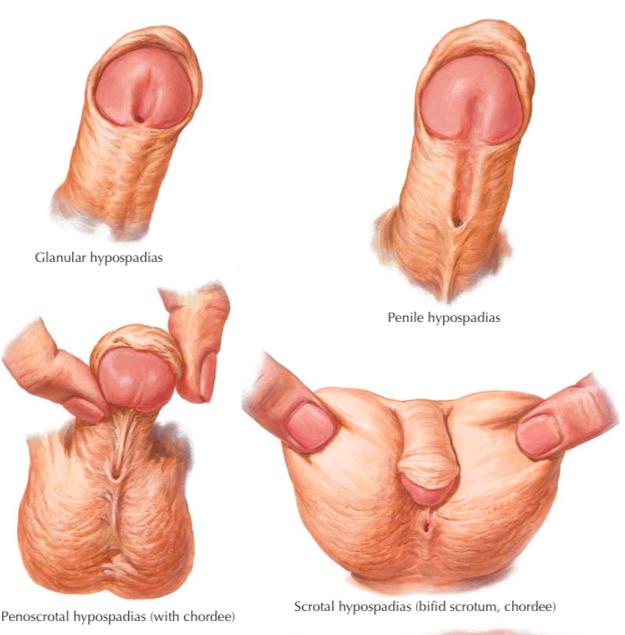 Glanular hypospadias
Penile hypospadias
Penoscrotal hypospadias (with chordee)
Scrotal hypospadias (bifid scrotum, chordee)